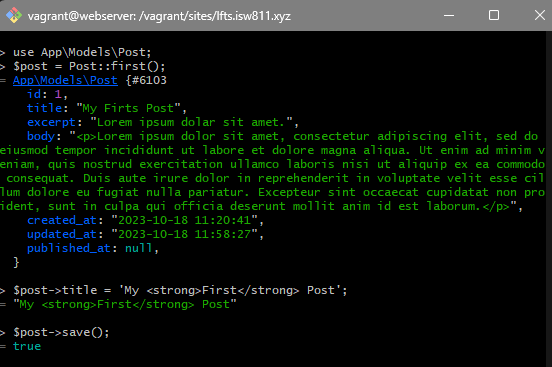 vagrant@webserver: /vagrant/sites/lfts.isw811.xyz
> use App\Models\Post;
> $post = Post::first();
= App\Models\Post {#6103
id: 1,
title: "My Firts Post",
excerpt: "Lorem ipsum dolar sit amet.",
body: "<p>Lorem ipsum dolor sit amet, consectetur adipiscing elit, sed do
eiusmod tempor incididunt ut labore et dolore magna aliqua. Ut enim ad minim v
eniam, quis nostrud exercitation ullamco laboris nisi ut aliquip ex ea commodo
consequat. Duis aute irure dolor in reprehenderit in voluptate velit esse cil
lum dolore eu fugiat nulla pariatur. Excepteur sint occaecat cupidatat non pro
ident, sunt in culpa qui officia deserunt mollit anim id est laborum.</p>",
created_at: "2023-10-18 11:20:41",
updated_at: "2023-10-18 11:58:27",
published_at: null,
}
> $post->title = 'My <strong>First</strong> Post';
= "My <strong>First</strong> Post"
> $post->save();
= true